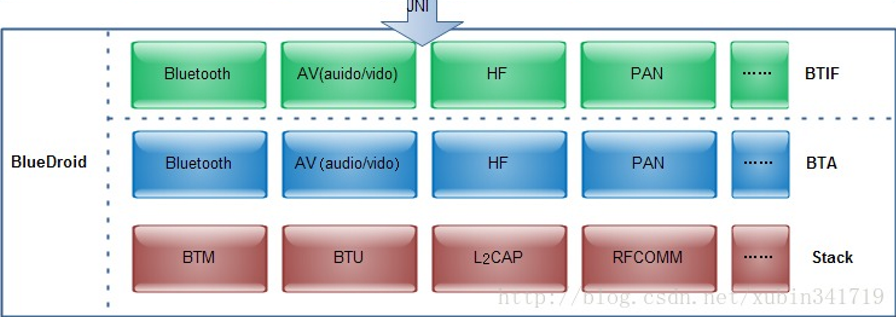 JNI
Bluetooth AV(auido/vido) HF PAN …… BTIF
BlueDroid
Bluetooth AV (audio/vido) HF PAN …… BTA
BTM BTU L2CAP RFCOMM …… Stack
http://blog.csdn.net/xubin341719